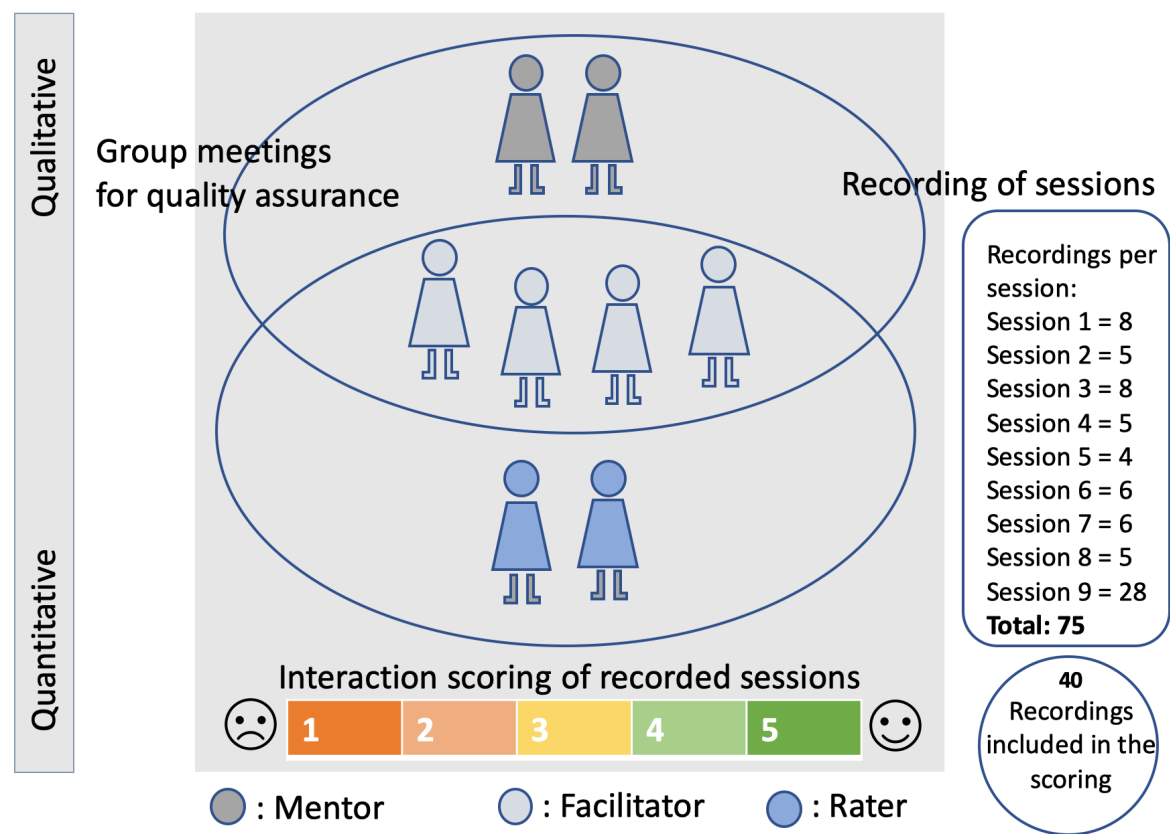 Qualitative
Quantitative
Group meetings
for quality assurance
Recording of sessions
Recordings per
session:
Session 1 = 8
Session 2 = 5
Session 3 = 8
Session 4 = 5
Session 5 = 4
Session 6 = 6
Session 7 = 6
Session 8 = 5
Session 9 = 28
Total: 75
40
Recordings
included in the
scoring
Interaction scoring of recorded sessions
1 2 3 4 5
: Mentor : Facilitator : Rater